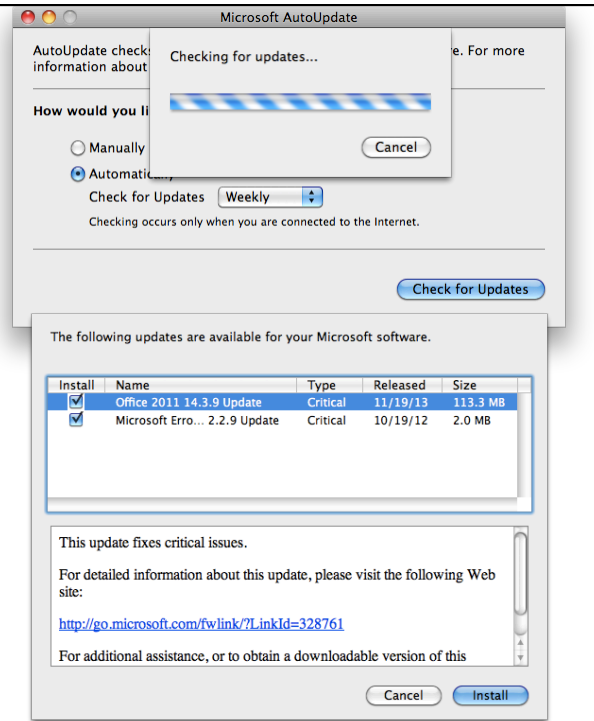 Microsoft AutoUpdate
AutoUpdate checks
e. For more
information about
Checking for updates...
Cancel
How would you li
Manually
Automatically
Check for Updates Weekly
Checking occurs only when you are connected to the Internet.
Check for Updates
The following updates are available for your Microsoft software.
Install Name Type Released Size
Office 2011 14.3.9 Update Critical 11/19/13 113.3 MB
Microsoft Erro... 2.2.9 Update Critical 10/19/12 2.0 MB
This update fixes critical issues.
For detailed information about this update, please visit the following Web
site:
http://go.microsoft.com/fwlink/?LinkId=328761
For additional assistance, or to obtain a downloadable version of this
Cancel Install